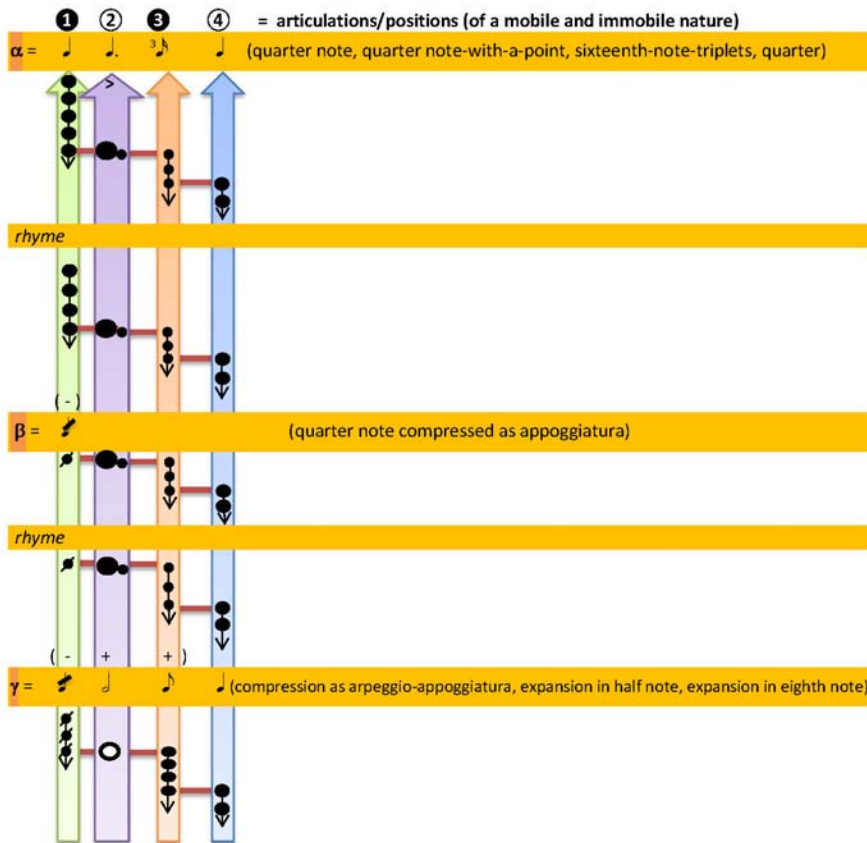 ❶ ② ❸ ④ = articulations/positions (of a mobile and immobile nature)
α = 3 (quarter note, quarter note-with-a-point, sixteenth-note-triplets, quarter)
>
rhyme
( - )
β = (quarter note compressed as appoggiatura)
rhyme
( - + + )
γ = (compression as arpeggio-appoggiatura, expansion in half note, expansion in eighth note)